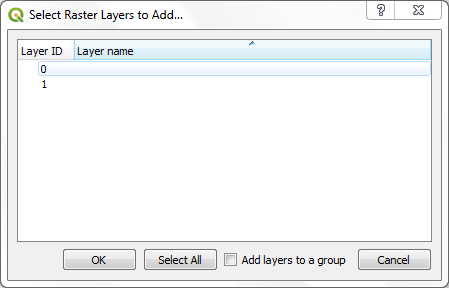 Select Raster Layers to Add...
?
Layer ID Layer name
0
1
OK Select All Add layers to a group Cancel